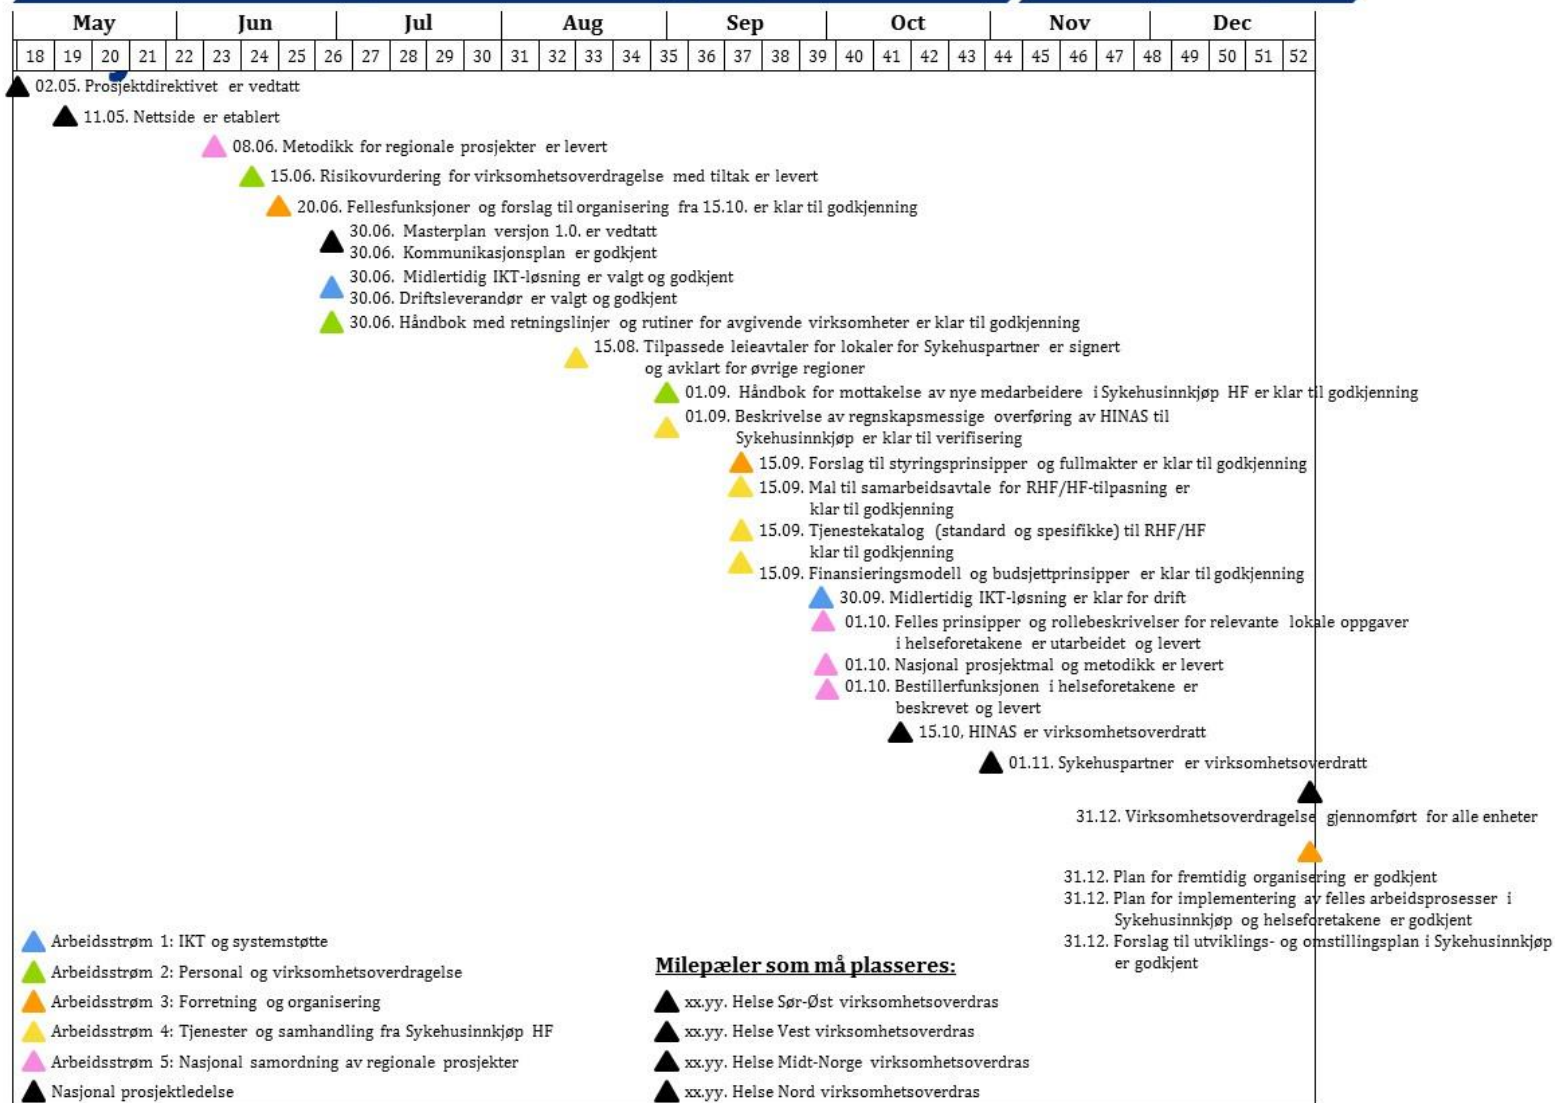 May Jun Jul Aug Sep Oct Nov Dec
18 19 20 21 22 23 24 25 26 27 28 29 30 31 32 33 34 35 36 37 38 39 40 41 42 43 44 45 46 47 48 49 50 51 52
02.05. Prosjektdirektivet er vedtatt
11.05. Nettside er etablert
08.06. Metodikk for regionale prosjekter er levert
15.06. Risikovurdering for virksomhetsoverdragelse med tiltak er levert
20.06. Fellesfunksjoner og forslag til organisering fra 15.10. er klar til godkjenning
30.06. Masterplan versjon 1.0. er vedtatt
30.06. Kommunikasjonsplan er godkjent
30.06. Midlertidig IKT-løsning er valgt og godkjent
30.06. Driftsleverandør er valgt og godkjent
30.06. Håndbok med retningslinjer og rutiner for avgivende virksomheter er klar til godkjenning
15.08. Tilpassede leieavtaler for lokaler for Sykehuspartner er signert
og avklart for øvrige regioner
01.09. Håndbok for mottakelse av nye medarbeidere i Sykehusinnkjøp HF er klar til godkjenning
01.09. Beskrivelse av regnskapsmessige overføring av HINAS til
Sykehusinnkjøp er klar til verifisering
15.09. Forslag til styringsprinsipper og fullmakter er klar til godkjenning
15.09. Mal til samarbeidsavtale for RHF/HF-tilpasning er
klar til godkjenning
15.09. Tjenestekatalog (standard og spesifikke) til RHF/HF
klar til godkjenning
15.09. Finansieringsmodell og budsjettprinsipper er klar til godkjenning
30.09. Midlertidig IKT-løsning er klar for drift
01.10. Felles prinsipper og rollebeskrivelser for relevante lokale oppgaver
i helseforetakene er utarbeidet og levert
01.10. Nasjonal prosjektmal og metodikk er levert
01.10. Bestillerfunksjonen i helseforetakene er
beskrevet og levert
15.10, HINAS er virksomhetsoverdratt
01.11. Sykehuspartner er virksomhetsoverdratt
31.12. Virksomhetsoverdragelse gjennomført for alle enheter
31.12. Plan for fremtidig organisering er godkjent
31.12. Plan for implementering av felles arbeidsprosesser i
Sykehusinnkjøp og helseforetakene er godkjent
31.12. Forslag til utviklings- og omstillingsplan i Sykehusinnkjøp
er godkjent
Arbeidsstrøm 1: IKT og systemstøtte
Arbeidsstrøm 2: Personal og virksomhetsoverdragelse
Arbeidsstrøm 3: Forretning og organisering
Arbeidsstrøm 4: Tjenester og samhandling fra Sykehusinnkjøp HF
Arbeidsstrøm 5: Nasjonal samordning av regionale prosjekter
Nasjonal prosjektledelse
Milepæler som må plasseres:
xx.yy. Helse Sør-Øst virksomhetsoverdras
xx.yy. Helse Vest virksomhetsoverdras
xx.yy. Helse Midt-Norge virksomhetsoverdras
xx.yy. Helse Nord virksomhetsoverdras